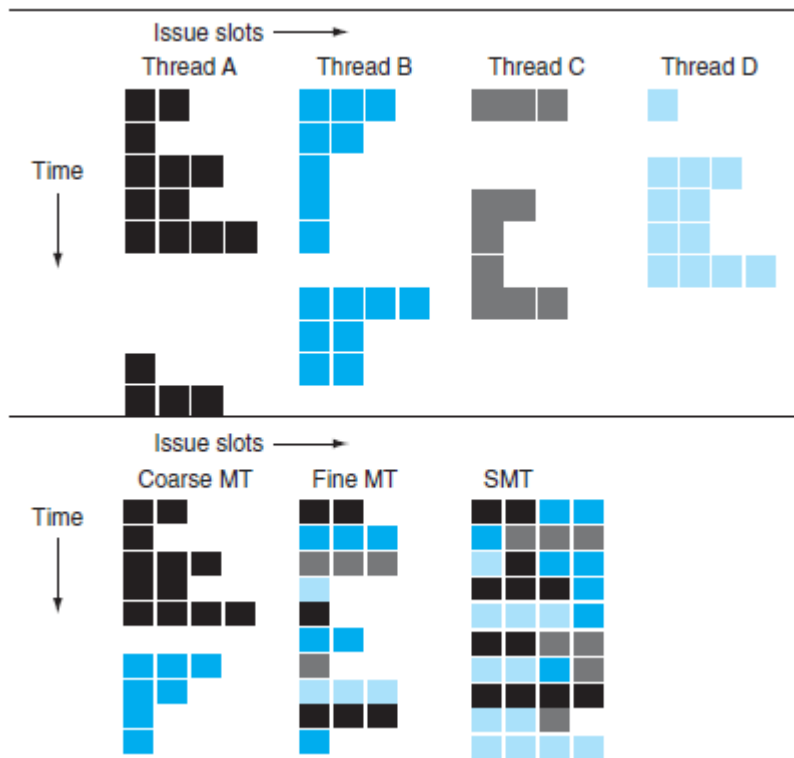 Issue slots
Thread A Thread B Thread C Thread D
Time
Issue slots
Coarse MT Fine MT SMT
Time